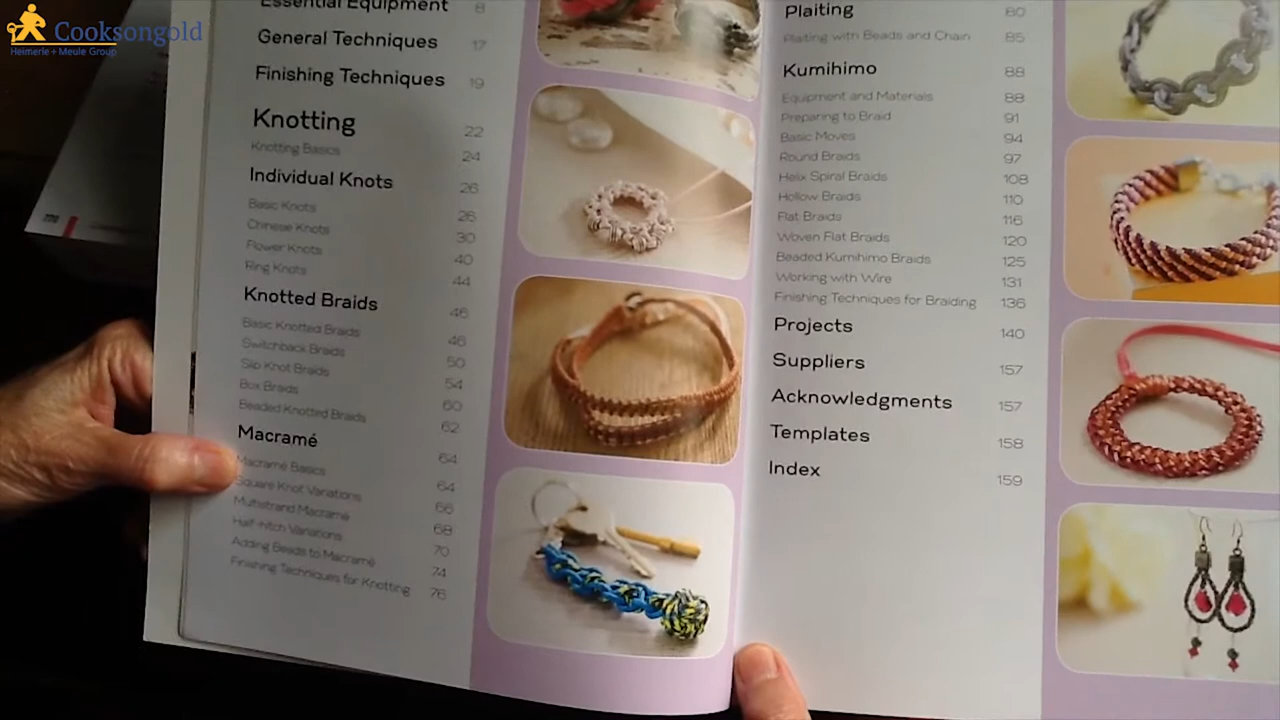 Cooksongold
Heimerle + Meule Group
Essential Equipment 8
General Techniques 17
Finishing Techniques 19
Knotting 22
Knotting Basics 24
Individual Knots 26
Basic Knots 26
Chinese Knots 30
Flower Knots 40
Ring Knots 44
Knotted Braids 46
Basic Knotted Braids 46
Switchback Braids 50
Slip Knot Braids 54
Box Braids 60
Beaded Knotted Braids 62
Macramé 64
Macramé Basics 64
Square Knot Variations 66
Multistrand Macramé 68
Half-hitch Variations 70
Adding Beads to Macramé 74
Finishing Techniques for Knotting 76
Plaiting 80
Plaiting with Beads and Chain 85
Kumihimo 88
Equipment and Materials 88
Preparing to Braid 91
Basic Moves 94
Round Braids 97
Helix Spiral Braids 108
Hollow Braids 110
Flat Braids 116
Woven Flat Braids 120
Beaded Kumihimo Braids 125
Working with Wire 131
Finishing Techniques for Braiding 136
Projects 140
Suppliers 157
Acknowledgments 157
Templates 158
Index 159